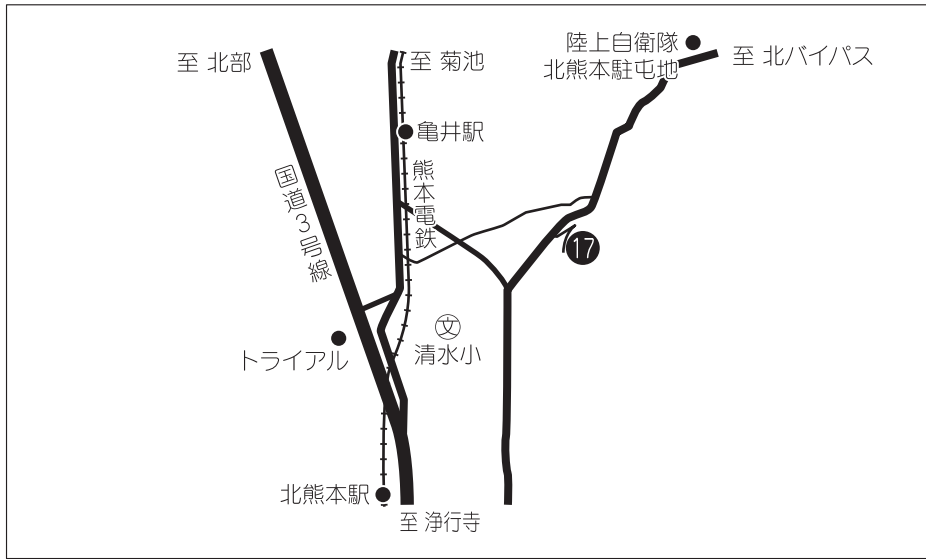 陸上自衛隊
北熊本駐屯地
至 北バイパス
至 北部
至 菊池
亀井駅
熊本電鉄
国道3号線
17
文
清水小
トライアル
北熊本駅
至 浄行寺